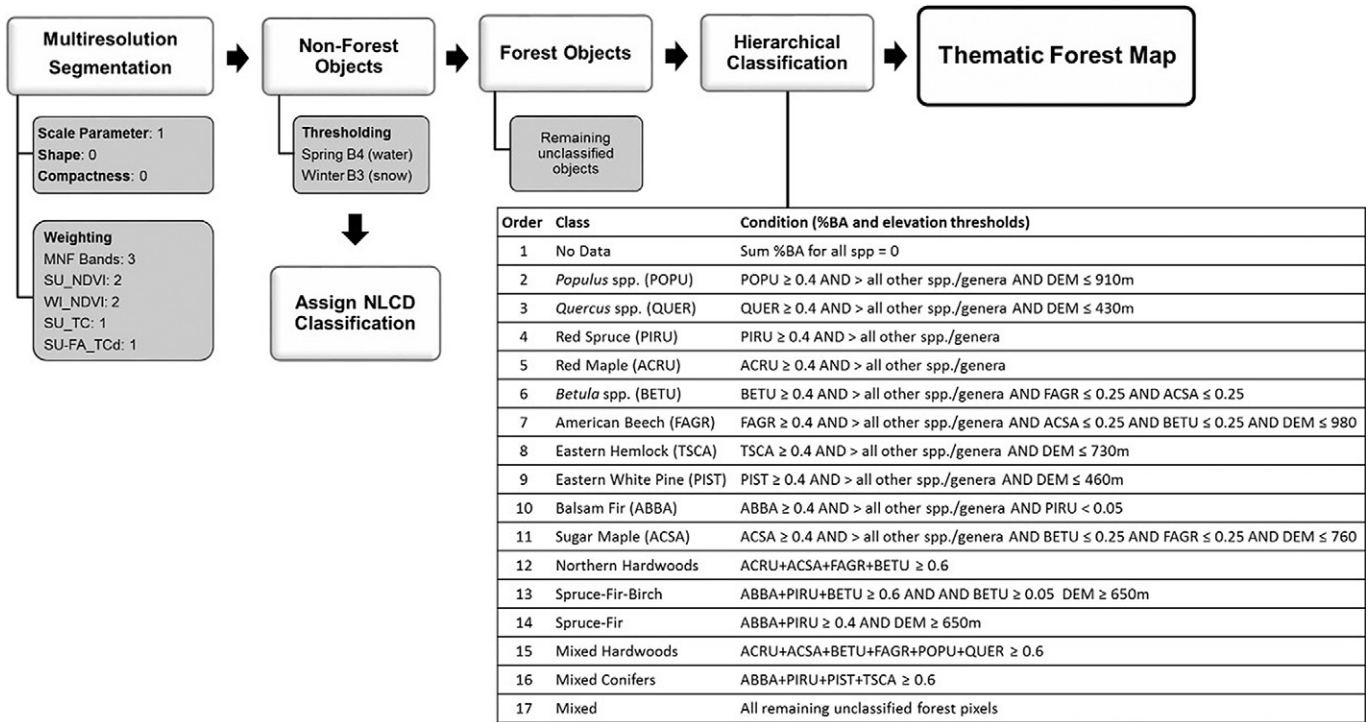 Multiresolution
Segmentation
Non-Forest
Objects
Forest Objects
Hierarchical
Classification
Thematic Forest Map
Scale Parameter: 1
Shape: 0
Compactness: 0
Thresholding
Spring B4 (water)
Winter B3 (snow)
Remaining
unclassified
objects
Weighting
MNF Bands: 3
SU_NDVI: 2
WI_NDVI: 2
SU_TC: 1
SU-FA_TCd: 1
Assign NLCD
Classification
Order Class Condition (%BA and elevation thresholds)
1 No Data Sum %BA for all spp = 0
2 Populus spp. (POPU) POPU ≥ 0.4 AND > all other spp./genera AND DEM ≤ 910m
3 Quercus spp. (QUER) QUER ≥ 0.4 AND > all other spp./genera AND DEM ≤ 430m
4 Red Spruce (PIRU) PIRU ≥ 0.4 AND > all other spp./genera
5 Red Maple (ACRU) ACRU ≥ 0.4 AND > all other spp./genera
6 Betula spp. (BETU) BETU ≥ 0.4 AND > all other spp./genera AND FAGR ≤ 0.25 AND ACSA ≤ 0.25
7 American Beech (FAGR) FAGR ≥ 0.4 AND > all other spp./genera AND ACSA ≤ 0.25 AND BETU ≤ 0.25 AND DEM ≤ 980
8 Eastern Hemlock (TSCA) TSCA ≥ 0.4 AND > all other spp./genera AND DEM ≤ 730m
9 Eastern White Pine (PIST) PIST ≥ 0.4 AND > all other spp./genera AND DEM ≤ 460m
10 Balsam Fir (ABBA) ABBA ≥ 0.4 AND > all other spp./genera AND PIRU < 0.05
11 Sugar Maple (ACSA) ACSA ≥ 0.4 AND > all other spp./genera AND BETU ≤ 0.25 AND FAGR ≤ 0.25 AND DEM ≤ 760
12 Northern Hardwoods ACRU+ACSA+FAGR+BETU ≥ 0.6
13 Spruce-Fir-Birch ABBA+PIRU+BETU ≥ 0.6 AND AND BETU ≥ 0.05 DEM ≥ 650m
14 Spruce-Fir ABBA+PIRU ≥ 0.4 AND DEM ≥ 650m
15 Mixed Hardwoods ACRU+ACSA+BETU+FAGR+POPU+QUER ≥ 0.6
16 Mixed Conifers ABBA+PIRU+PIST+TSCA ≥ 0.6
17 Mixed All remaining unclassified forest pixels